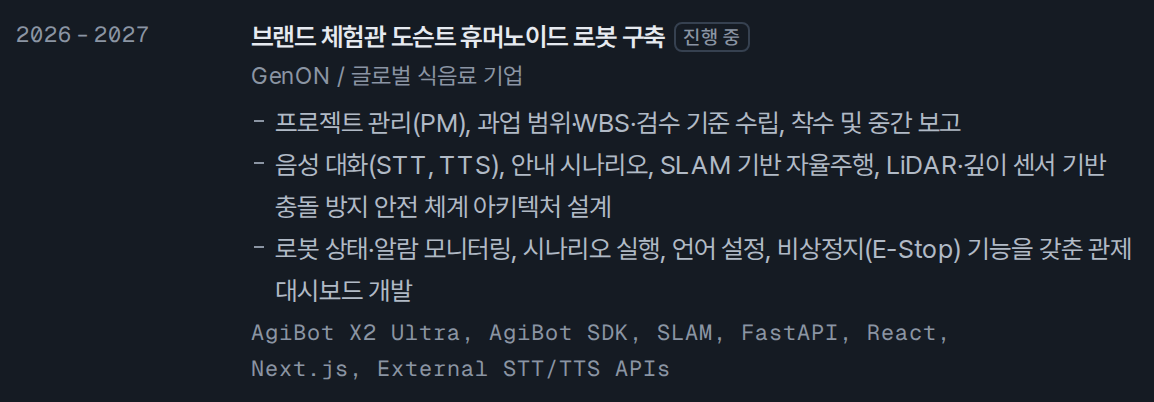 2026 – 2027
브랜드 체험관 도슨트 휴머노이드 로봇 구축 진행 중
GenON / 글로벌 식음료 기업
– 프로젝트 관리(PM), 과업 범위·WBS·검수 기준 수립, 착수 및 중간 보고
– 음성 대화(STT, TTS), 안내 시나리오, SLAM 기반 자율주행, LiDAR·깊이 센서 기반
충돌 방지 안전 체계 아키텍처 설계
– 로봇 상태·알람 모니터링, 시나리오 실행, 언어 설정, 비상정지(E-Stop) 기능을 갖춘 관제
대시보드 개발
AgiBot X2 Ultra, AgiBot SDK, SLAM, FastAPI, React,
Next.js, External STT/TTS APIs